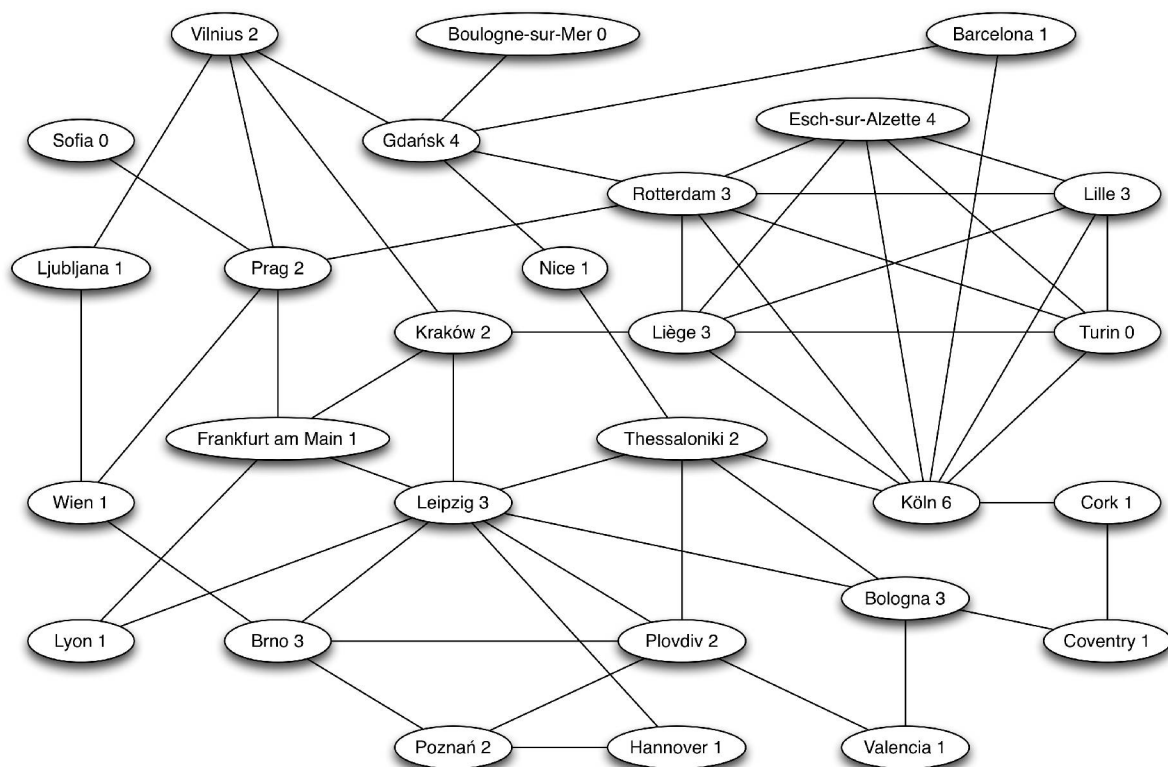 Vilnius 2
Boulogne-sur-Mer 0
Barcelona 1
Sofia 0
Gdańsk 4
Esch-sur-Alzette 4
Rotterdam 3
Lille 3
Ljubljana 1
Prag 2
Nice 1
Kraków 2
Liège 3
Turin 0
Frankfurt am Main 1
Thessaloniki 2
Wien 1
Leipzig 3
Köln 6
Cork 1
Bologna 3
Lyon 1
Brno 3
Plovdiv 2
Coventry 1
Poznań 2
Hannover 1
Valencia 1